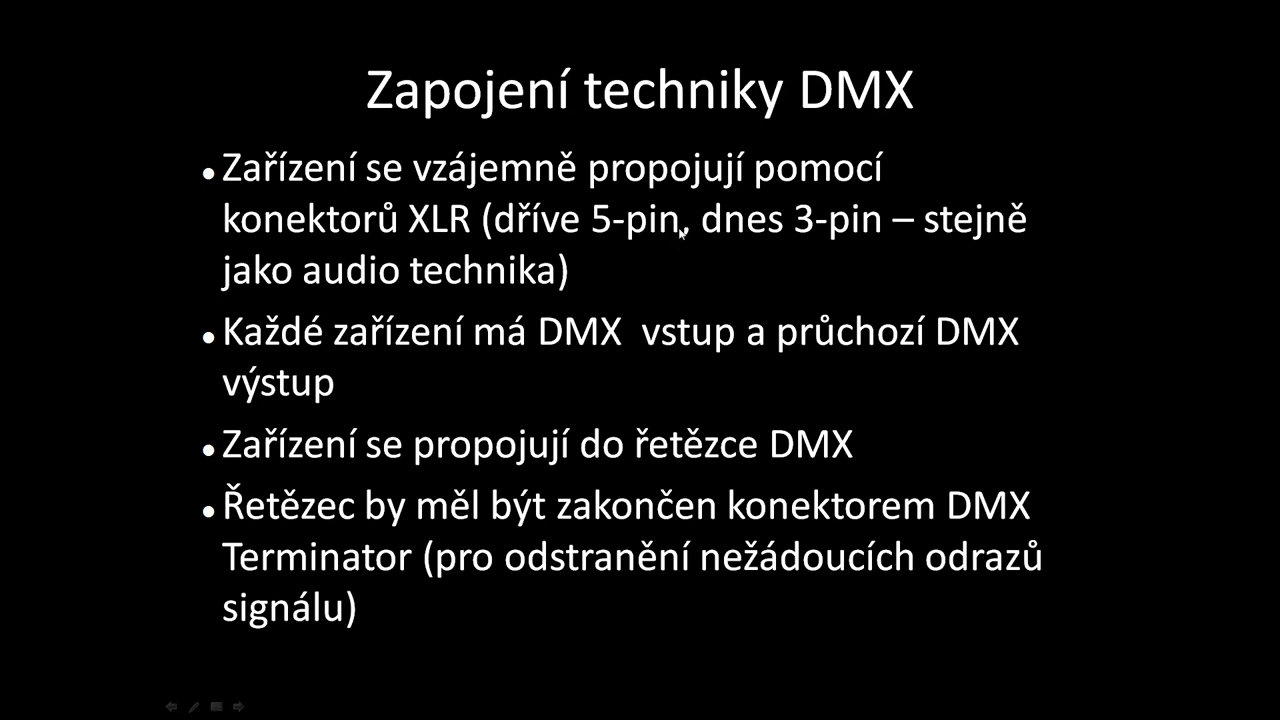 Zapojení techniky DMX
● Zařízení se vzájemně propojují pomocí
konektorů XLR (dříve 5-pin, dnes 3-pin – stejně
jako audio technika)
● Každé zařízení má DMX  vstup a průchozí DMX
výstup
● Zařízení se propojují do řetězce DMX
● Řetězec by měl být zakončen konektorem DMX
Terminator (pro odstranění nežádoucích odrazů
signálu)